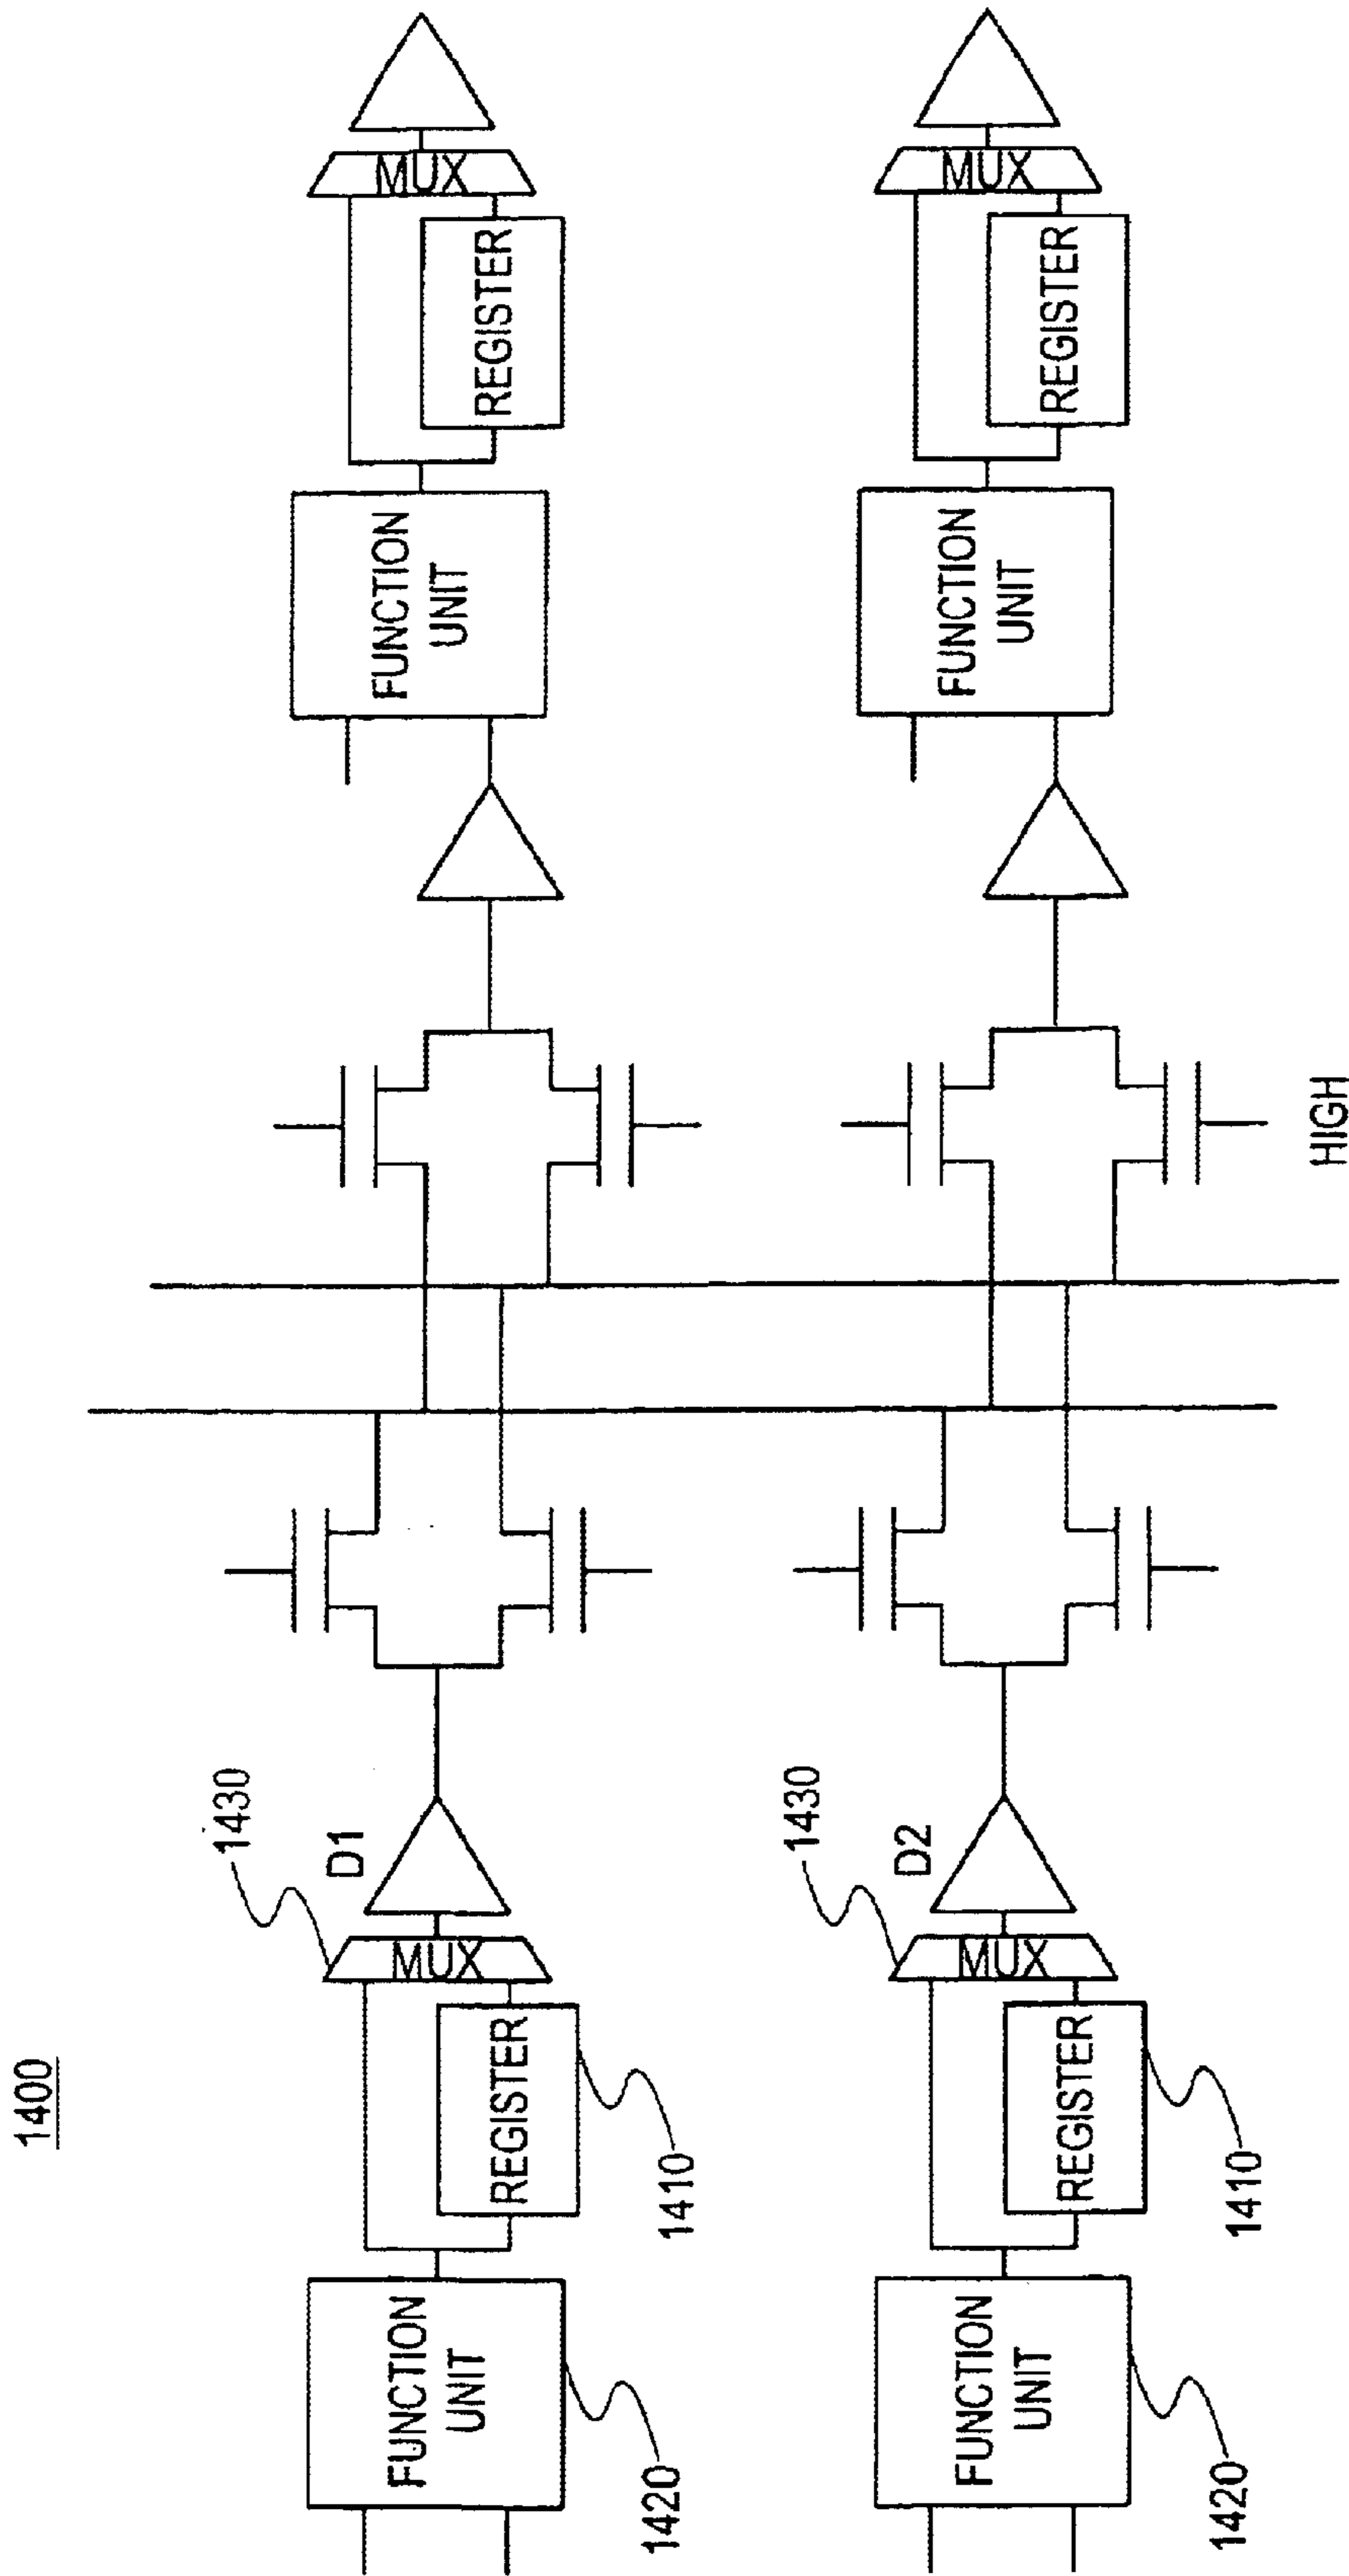 1400
FUNCTION
UNIT
1420
REGISTER
1410
MUX
1430
D1
FUNCTION
UNIT
REGISTER
MUX
FUNCTION
UNIT
1420
REGISTER
1410
MUX
1430
D2
HIGH
FUNCTION
UNIT
REGISTER
MUX